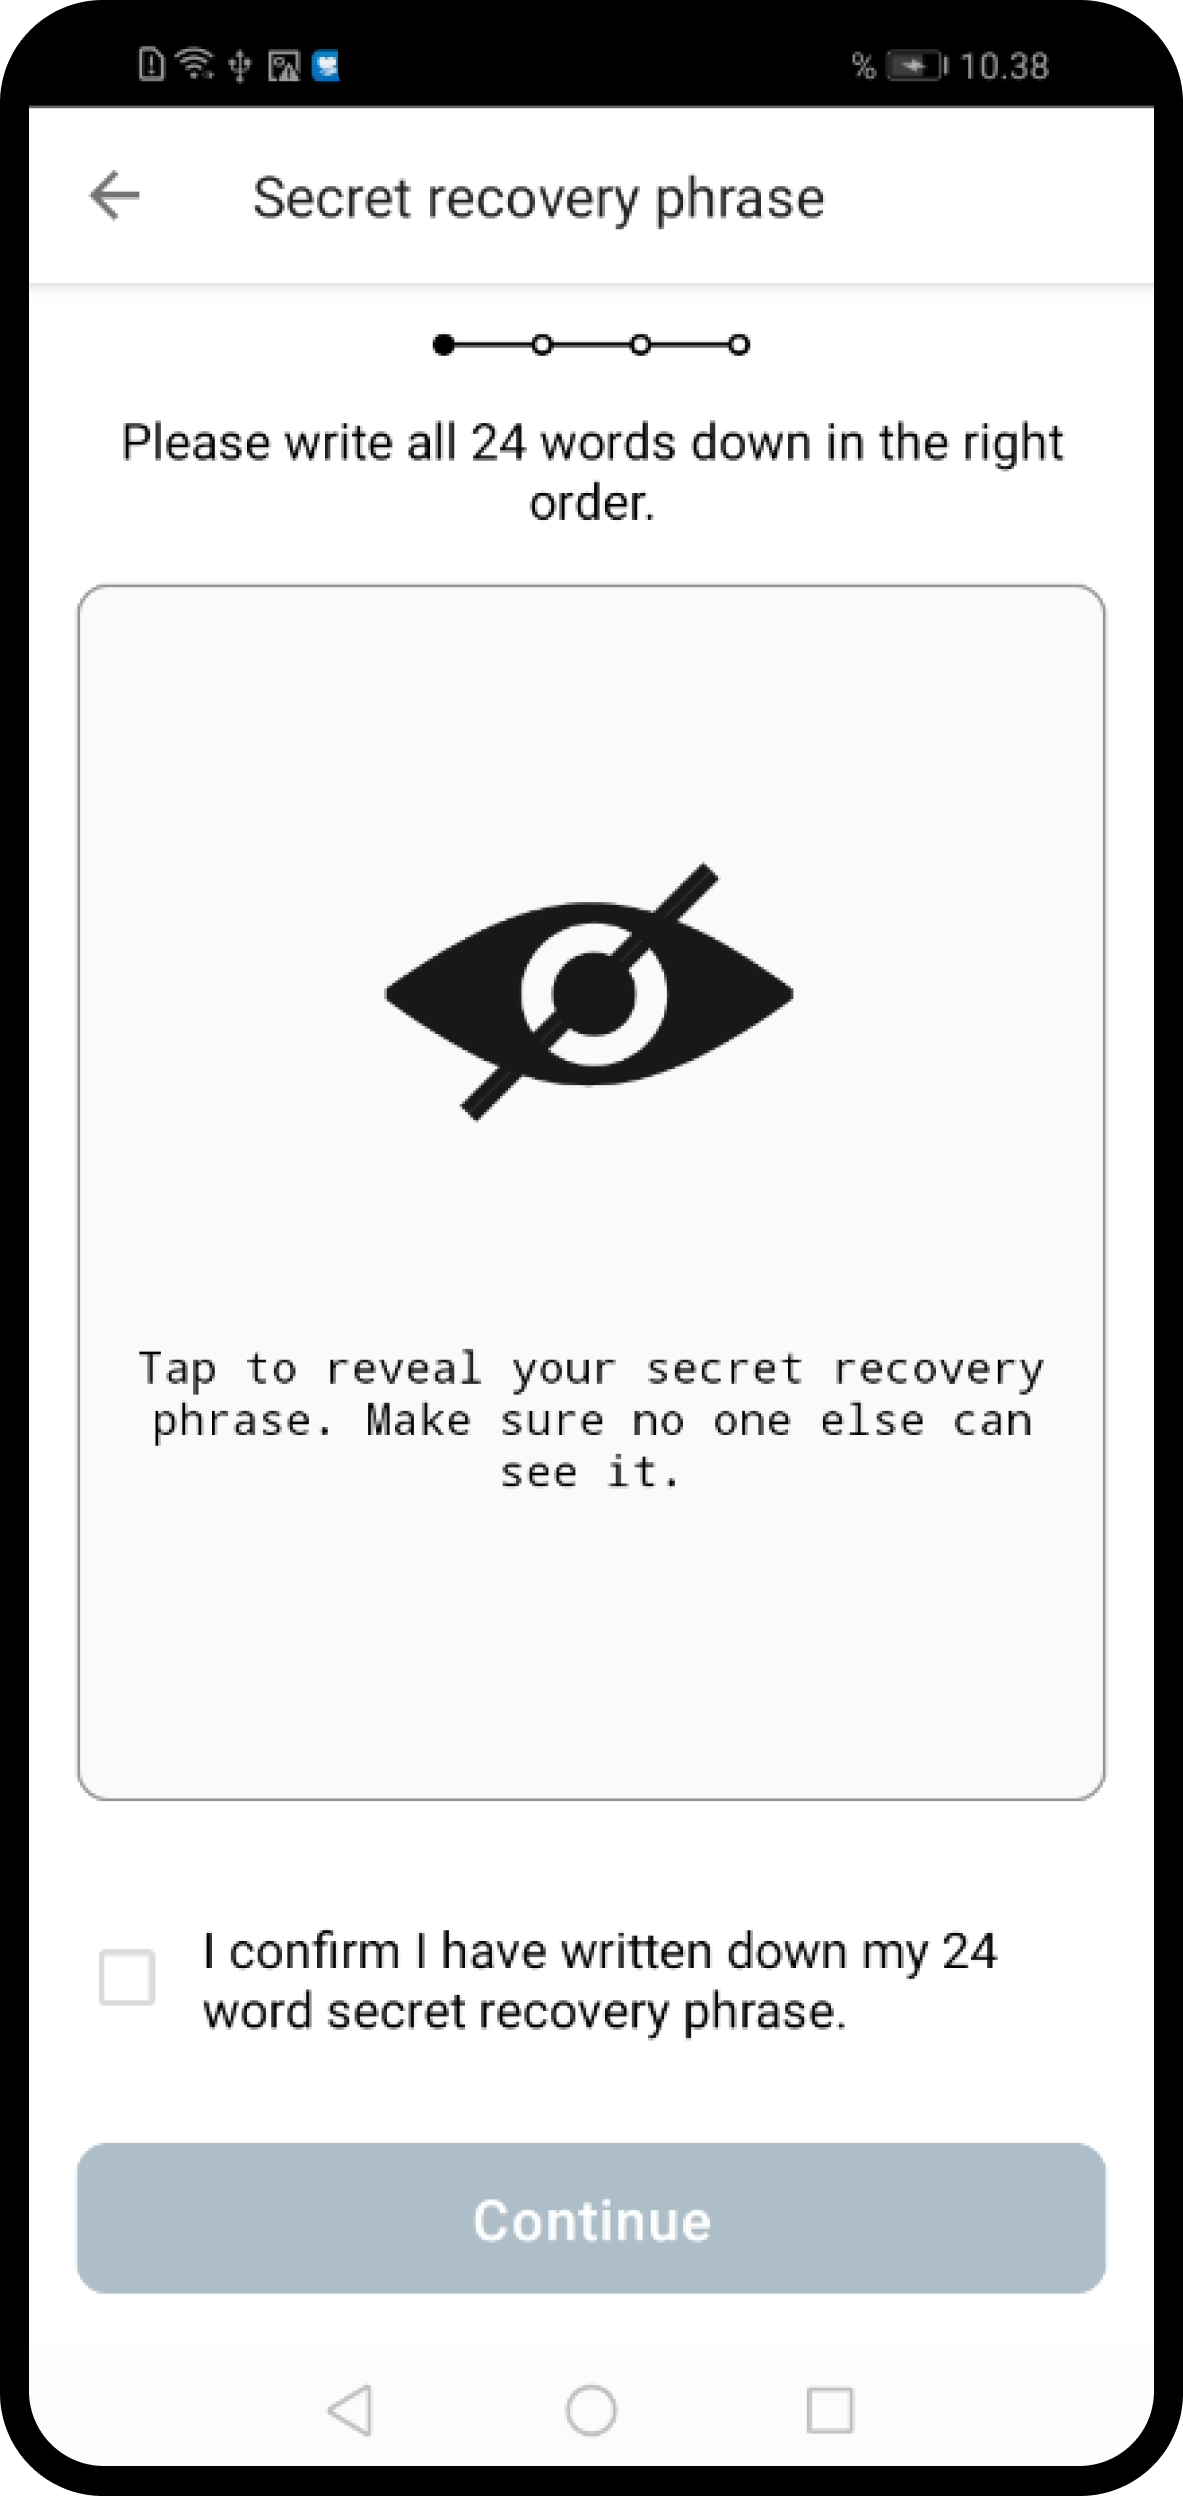 % 10.38
Secret recovery phrase
Please write all 24 words down in the right
order.
Tap to reveal your secret recovery
phrase. Make sure no one else can
see it.
I confirm I have written down my 24
word secret recovery phrase.
Continue